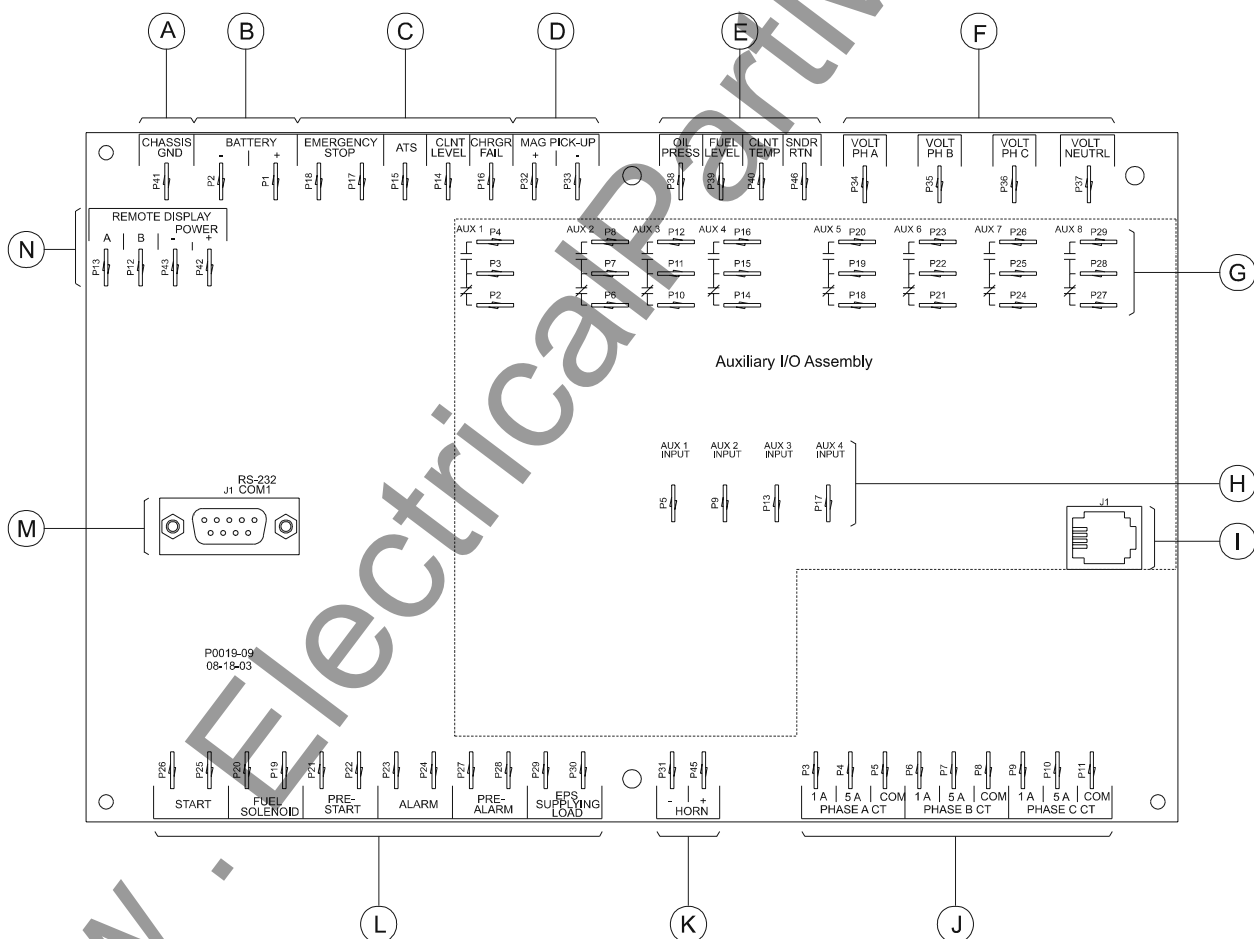 A B C D E F
CHASSIS GND
BATTERY
- +
EMERGENCY STOP
ATS
CLNT LEVEL
CHRGR FAIL
MAG PICK-UP
+ -
OIL PRESS
FUEL LEVEL
CLNT TEMP
SNDR RTN
VOLT PH A
VOLT PH B
VOLT PH C
VOLT NEUTRL
P41 P2 P1 P18 P17 P15 P14 P16 P32 P33 P38 P39 P40 P46 P34 P35 P36 P37
N
REMOTE DISPLAY
POWER
A B - +
P13 P12 P43 P42
AUX 1 P4 AUX 2 P8 AUX 3 P12 AUX 4 P16 AUX 5 P20 AUX 6 P23 AUX 7 P26 AUX 8 P29
P3 P7 P11 P15 P19 P22 P25 P28
P2 P6 P10 P14 P18 P21 P24 P27
G
Auxiliary I/O Assembly
AUX 1 INPUT
AUX 2 INPUT
AUX 3 INPUT
AUX 4 INPUT
P5 P9 P13 P17
H
M
RS-232
J1 COM1
J1
I
P0019-09
08-18-03
P26 P25 P20 P19 P21 P22 P23 P24 P27 P28 P29 P30 P31 P45 P3 P4 P5 P6 P7 P8 P9 P10 P11
START
FUEL SOLENOID
PRE-START
ALARM
PRE-ALARM
EPS SUPPLYING LOAD
- +
HORN
1 A 5 A COM 1 A 5 A COM 1 A 5 A COM
PHASE A CT PHASE B CT PHASE C CT
L K J
w . ElectricalPartM